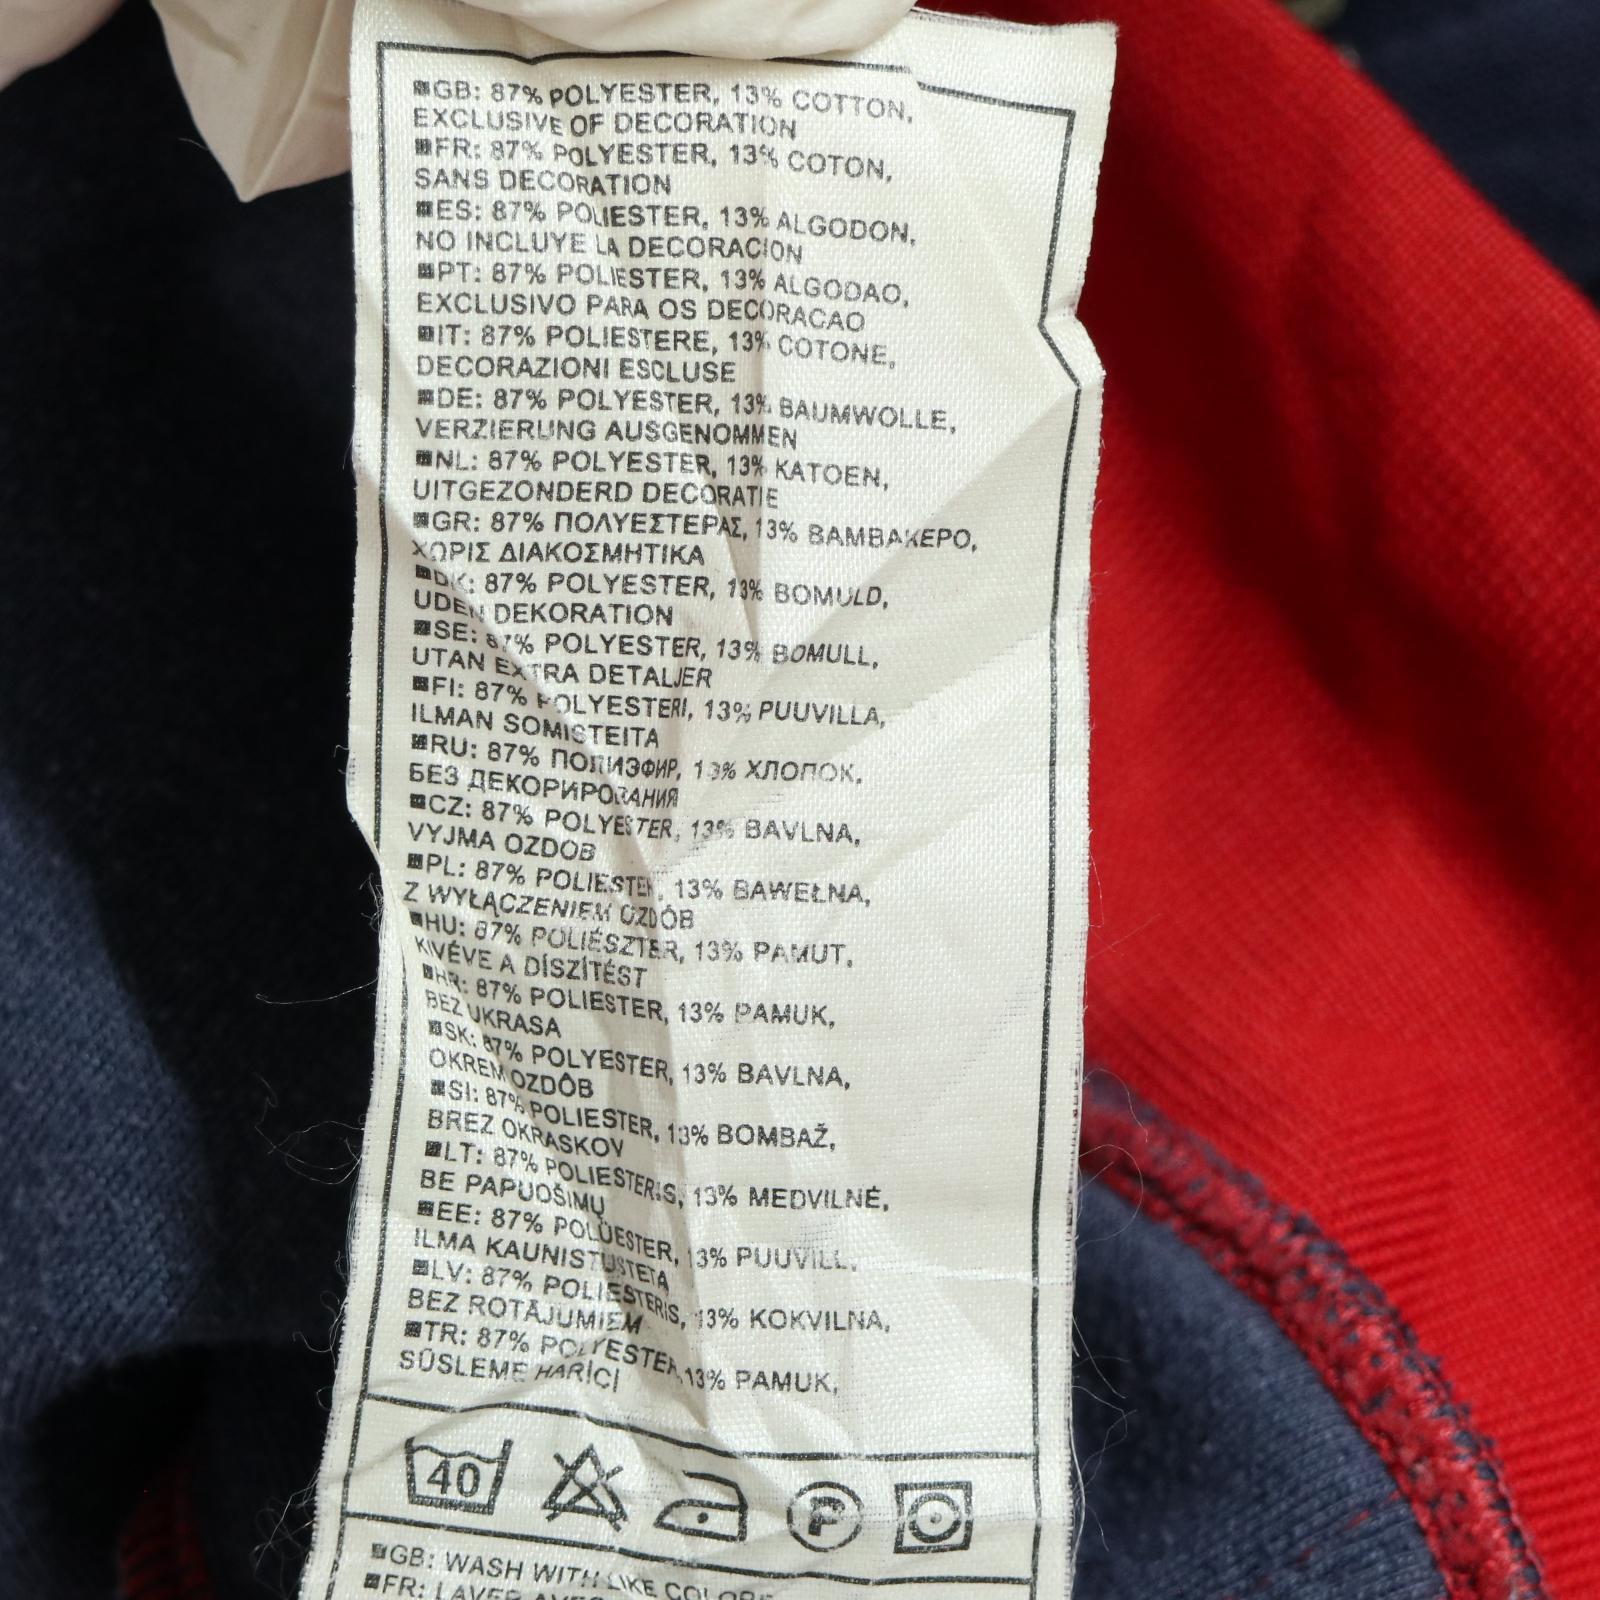 GB: 87% POLYESTER, 13% COTTON,
EXCLUSIVE OF DECORATION
FR: 87% POLYESTER, 13% COTON,
SANS DECORATION
ES: 87% POLIESTER, 13% ALGODON,
NO INCLUYE LA DECORACION
PT: 87% POLIESTER, 13% ALGODAO,
EXCLUSIVO PARA OS DECORACAO
IT: 87% POLIESTERE, 13% COTONE,
DECORAZIONI ESCLUSE
DE: 87% POLYESTER, 13% BAUMWOLLE,
VERZIERUNG AUSGENOMMEN
NL: 87% POLYESTER, 13% KATOEN,
UITGEZONDERD DECORATIE
GR: 87% ΠΟΛΥΕΣΤΕΡΑΣ, 13% ΒΑΜΒΑΚΕΡΟ,
ΧΩΡΙΣ ΔΙΑΚΟΣΜΗΤΙΚΑ
DK: 87% POLYESTER, 13% BOMULD,
UDEN DEKORATION
SE: 87% POLYESTER, 13% BOMULL,
UTAN EXTRA DETALJER
FI: 87% POLYESTERI, 13% PUUVILLA,
ILMAN SOMISTEITA
RU: 87% ПОЛИЭФИР, 13% ХЛОПОК,
БЕЗ ДЕКОРИРОВАНИЯ
CZ: 87% POLYESTER, 13% BAVLNA,
VYJMA OZDOB
PL: 87% POLIESTER, 13% BAWEŁNA,
Z WYŁĄCZENIEM OZDÓB
HU: 87% POLIÉSZTER, 13% PAMUT,
KIVÉVE A DÍSZÍTÉST
HR: 87% POLIESTER, 13% PAMUK,
BEZ UKRASA
SK: 87% POLYESTER, 13% BAVLNA,
OKREM OZDÔB
SI: 87% POLIESTER, 13% BOMBAŽ,
BREZ OKRASKOV
LT: 87% POLIESTERIS, 13% MEDVILNĖ,
BE PAPUOŠIMŲ
EE: 87% POLÜESTER, 13% PUUVILL,
ILMA KAUNISTUSTETA
LV: 87% POLIESTERIS, 13% KOKVILNA,
BEZ ROTĀJUMIEM
TR: 87% POLYESTER, 13% PAMUK,
SÜSLEME HARİCİ
40 P
GB: WASH WITH LIKE
FR: LAVER